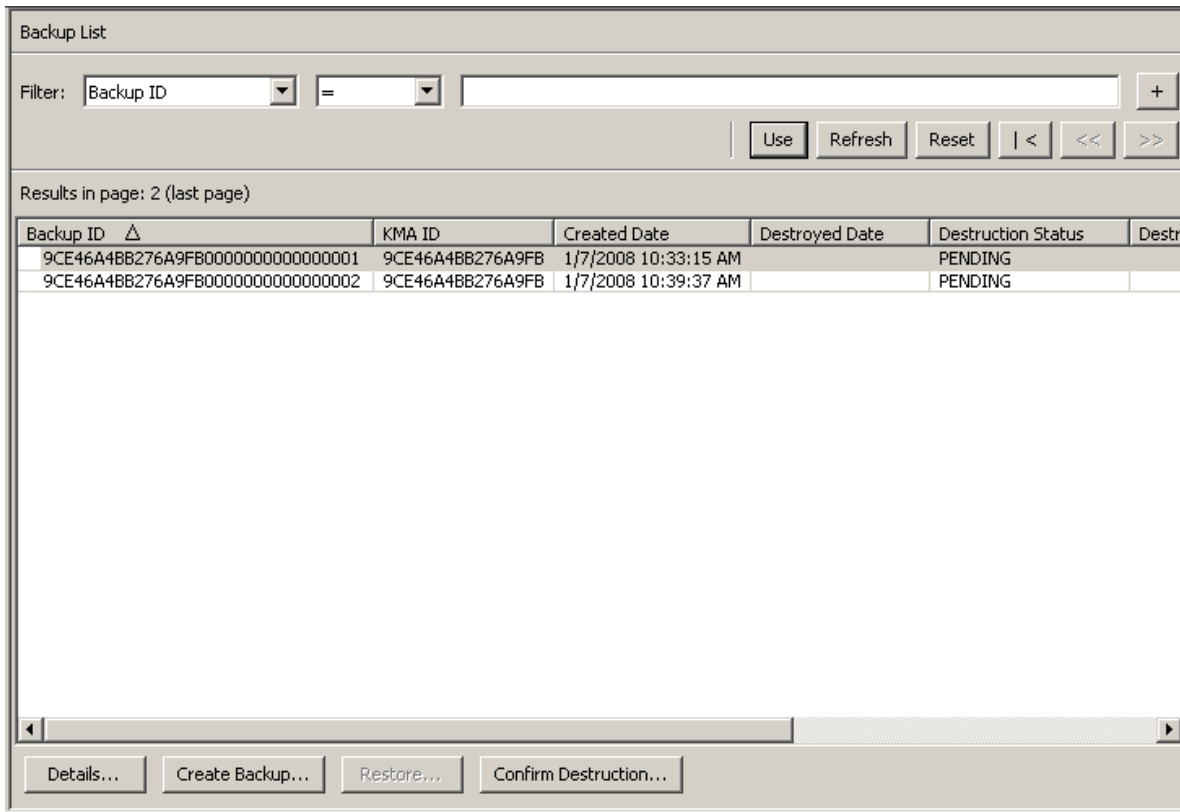 Backup List
Filter: Backup ID = +
Use Refresh Reset |< << >>
Results in page: 2 (last page)
Backup ID KMA ID Created Date Destroyed Date Destruction Status Destr
9CE46A4BB276A9FB0000000000000001 9CE46A4BB276A9FB 1/7/2008 10:33:15 AM PENDING
9CE46A4BB276A9FB0000000000000002 9CE46A4BB276A9FB 1/7/2008 10:39:37 AM PENDING
Details... Create Backup... Restore... Confirm Destruction...